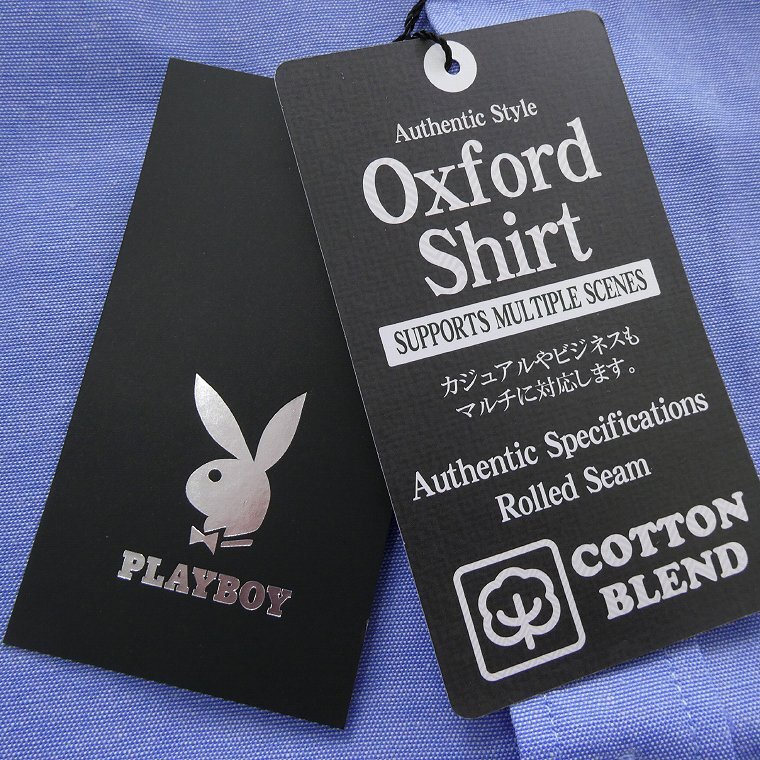 PLAYBOY
Authentic Style
Oxford
Shirt
SUPPORTS MULTIPLE SCENES
カジュアルやビジネスも
マルチに対応します。
Authentic Specifications
Rolled Seam
COTTON
BLEND